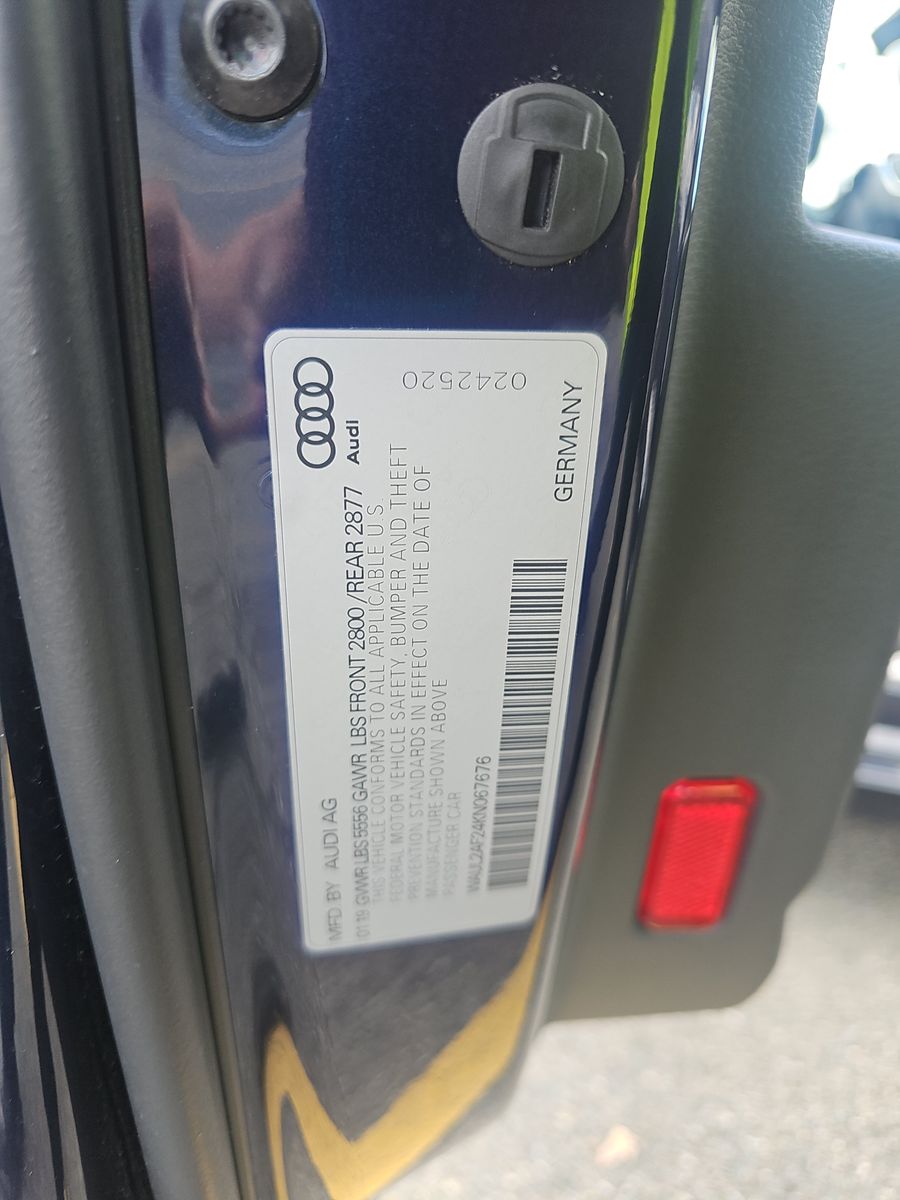 MFD BY AUDI AG
Audi
01 19 GVWR LBS 5556 GAWR LBS FRONT 2800 /REAR 2877
THIS VEHICLE CONFORMS TO ALL APPLICABLE U S
FEDERAL MOTOR VEHICLE SAFETY, BUMPER AND THEFT
PREVENTION STANDARDS IN EFFECT ON THE DATE OF
MANUFACTURE SHOWN ABOVE
PASSENGER CAR
WAUL2AF24KN067676
0242520
GERMANY